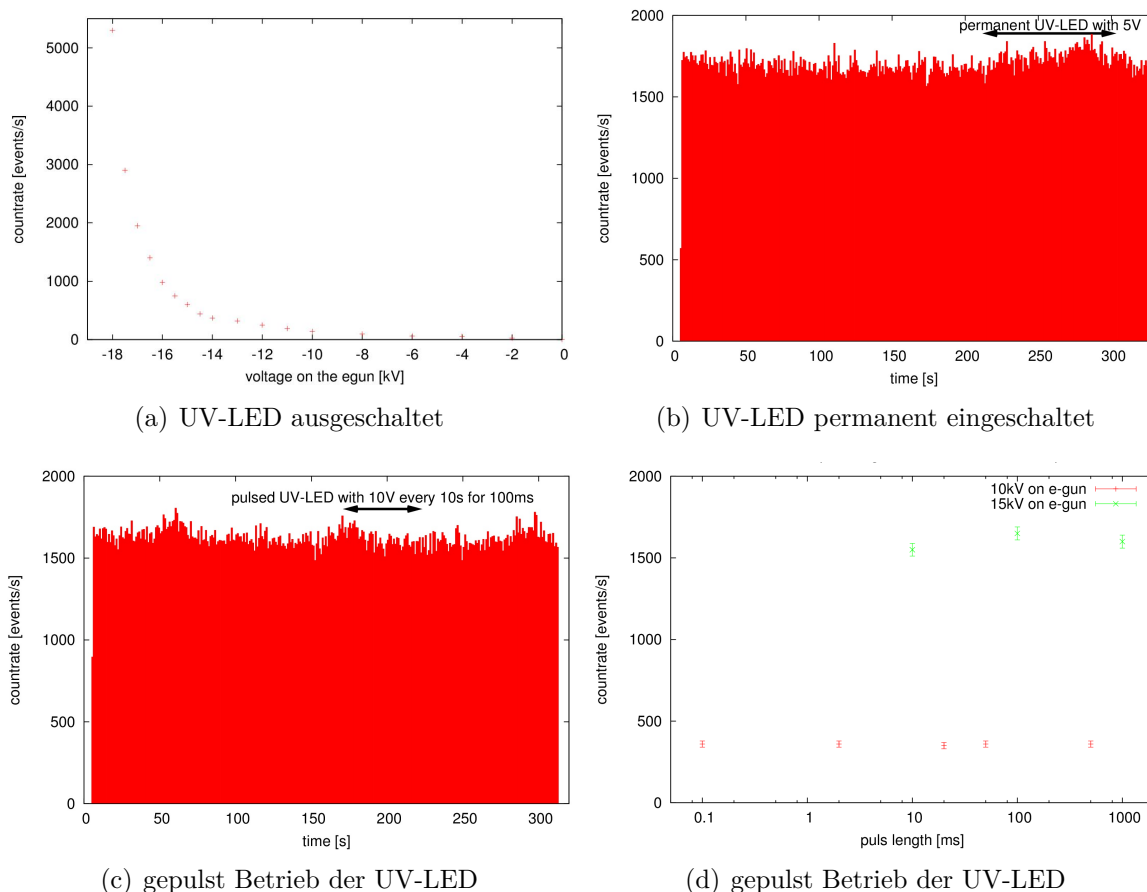 5000
4000
3000
2000
1000
0
countrate [events/s]
-18 -16 -14 -12 -10 -8 -6 -4 -2 0
voltage on the egun [kV]
(a) UV-LED ausgeschaltet
permanent UV-LED with 5V
2000
1500
1000
500
0
countrate [events/s]
0 50 100 150 200 250 300
time [s]
(b) UV-LED permanent eingeschaltet
pulsed UV-LED with 10V every 10s for 100ms
2000
1500
1000
500
0
countrate [events/s]
0 50 100 150 200 250 300
time [s]
(c) gepulst Betrieb der UV-LED
10kV on e-gun
15kV on e-gun
2000
1500
1000
500
0
countrate [events/s]
0.1 1 10 100 1000
puls length [ms]
(d) gepulst Betrieb der UV-LED